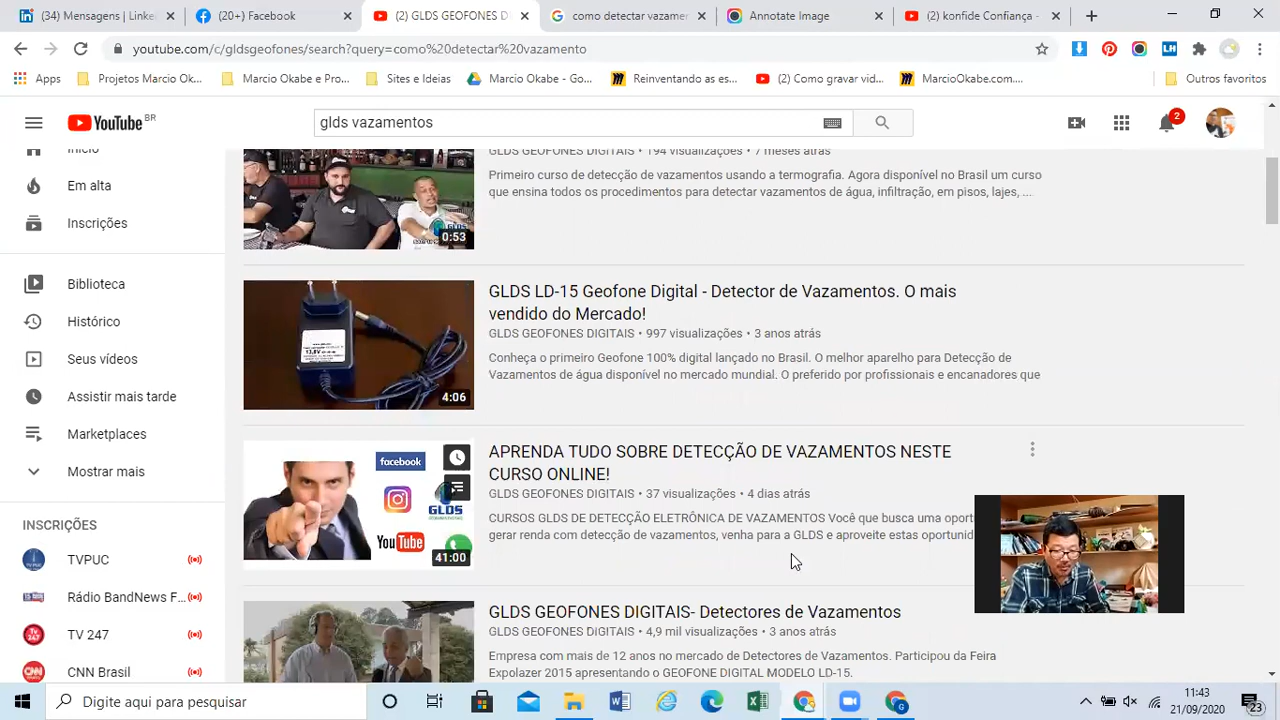 (4) Mensagens | Linke
(20+) Facebook
(2) GLDS GEOFONES D
como detectar vazamen
Annotate Image
(2) konfide Confiança -
youtube.com/c/gldsgeofones/search?query=como%20detectar%20vazamento
Apps
Projetos Marcio Ok...
Marcio Okabe e Pro...
Sites e Ideias
Marcio Okabe - Go...
Reinventando as es...
(2) Como gravar vid...
MarcioOkabe.com....
Outros favoritos
YouTube BR
glds vazamentos
2
Início
Em alta
Inscrições
Biblioteca
Histórico
Seus vídeos
Assistir mais tarde
Marketplaces
Mostrar mais
INSCRIÇÕES
TVPUC
Rádio BandNews F...
TV 247
CNN Brasil
GLDS GEOFONES DIGITAIS • 194 visualizações • 7 meses atrás
Primeiro curso de detecção de vazamentos usando a termografia. Agora disponível no Brasil um curso
que ensina todos os procedimentos para detectar vazamentos de água, infiltração, em pisos, lajes, ....
0:53
GLDS LD-15 Geofone Digital - Detector de Vazamentos. O mais
vendido do Mercado!
GLDS GEOFONES DIGITAIS • 997 visualizações • 3 anos atrás
Conheça o primeiro Geofone 100% digital lançado no Brasil. O melhor aparelho para Detecção de
Vazamentos de água disponível no mercado mundial. O preferido por profissionais e encanadores que
4:06
APRENDA TUDO SOBRE DETECÇÃO DE VAZAMENTOS NESTE
CURSO ONLINE!
GLDS GEOFONES DIGITAIS • 37 visualizações • 4 dias atrás
CURSOS GLDS DE DETECÇÃO ELETRÔNICA DE VAZAMENTOS Você que busca uma oport
gerar renda com detecção de vazamentos, venha para a GLDS e aproveite estas oportunid
facebook
GLDS
YouTube
41:00
GLDS GEOFONES DIGITAIS- Detectores de Vazamentos
GLDS GEOFONES DIGITAIS • 4,9 mil visualizações • 3 anos atrás
Empresa com mais de 12 anos no mercado de Detectores de Vazamentos. Participou da Feira
Expolazer 2015 apresentando o GEOFONE DIGITAL MODELO LD-15.
Digite aqui para pesquisar
11:43
21/09/2020
23